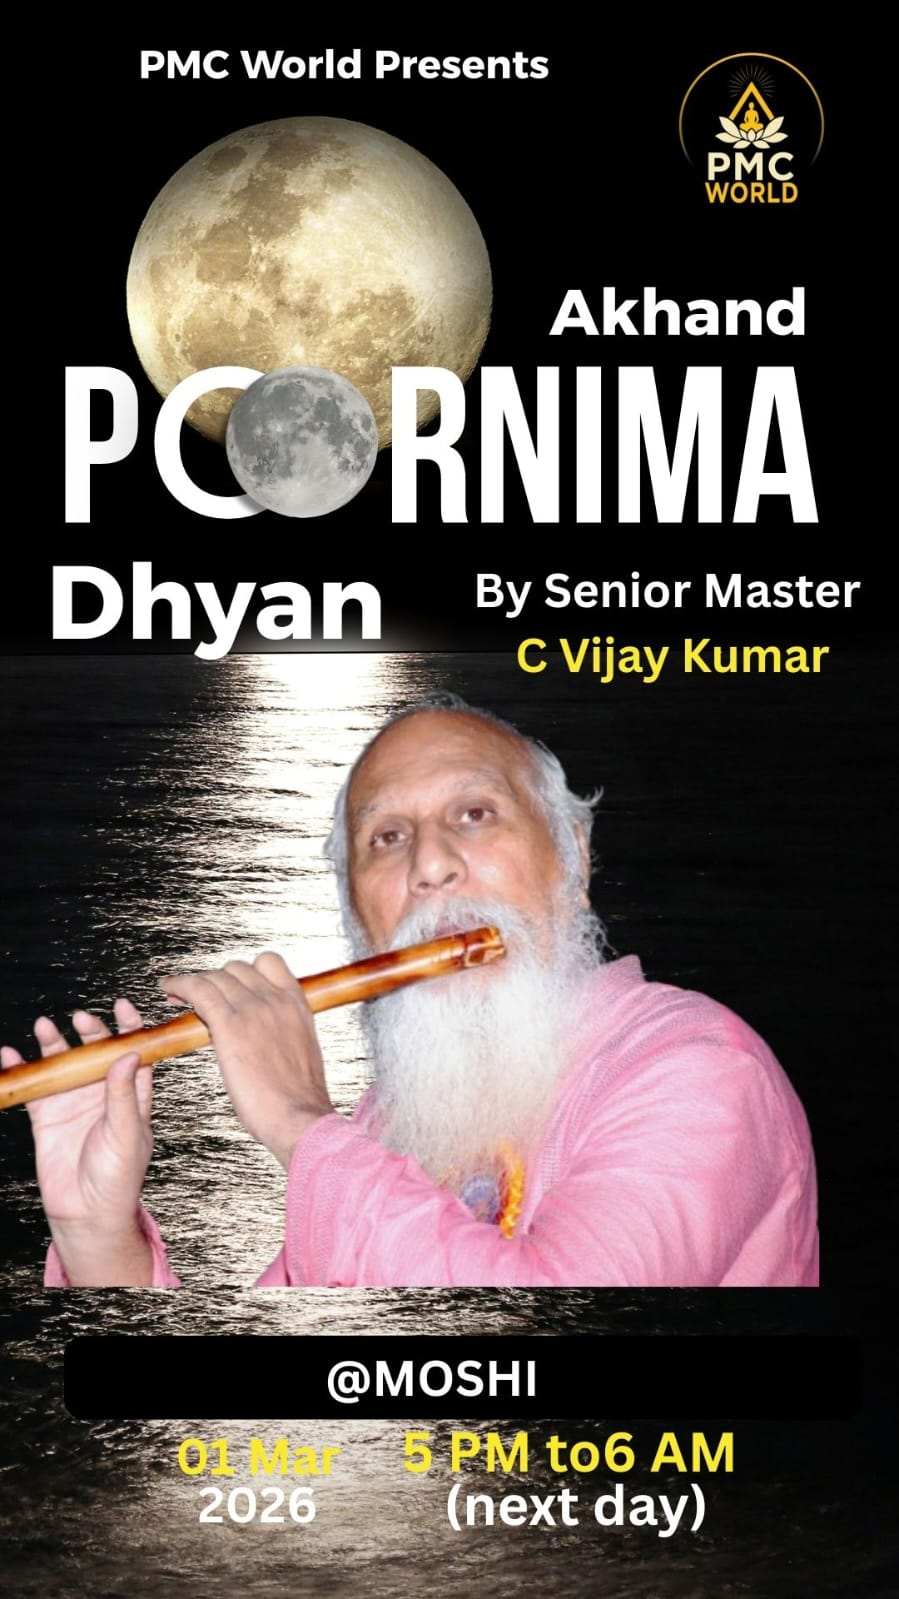 PMC World Presents
PMC
WORLD
Akhand
POORNIMA
Dhyan
By Senior Master
C Vijay Kumar
@MOSHI
01 Mar
2026
5 PM to6 AM
(next day)